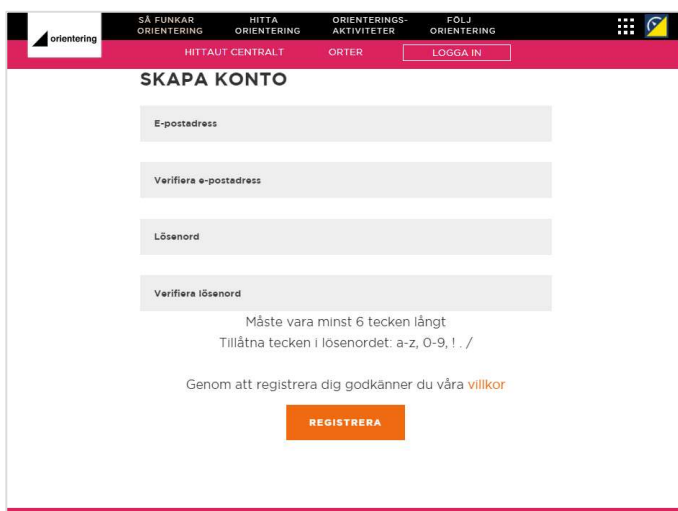 orientering
SÅ FUNKAR
ORIENTERING
HITTA
ORIENTERING
ORIENTERINGS-
AKTIVITETER
FÖLJ
ORIENTERING
HITTAUT CENTRALT
ORTER
LOGGA IN
SKAPA KONTO
E-postadress
Verifiera e-postadress
Lösenord
Verifiera lösenord
Måste vara minst 6 tecken långt
Tillåtna tecken i lösenordet: a-z, 0-9, ! . /
Genom att registrera dig godkänner du våra villkor
REGISTRERA